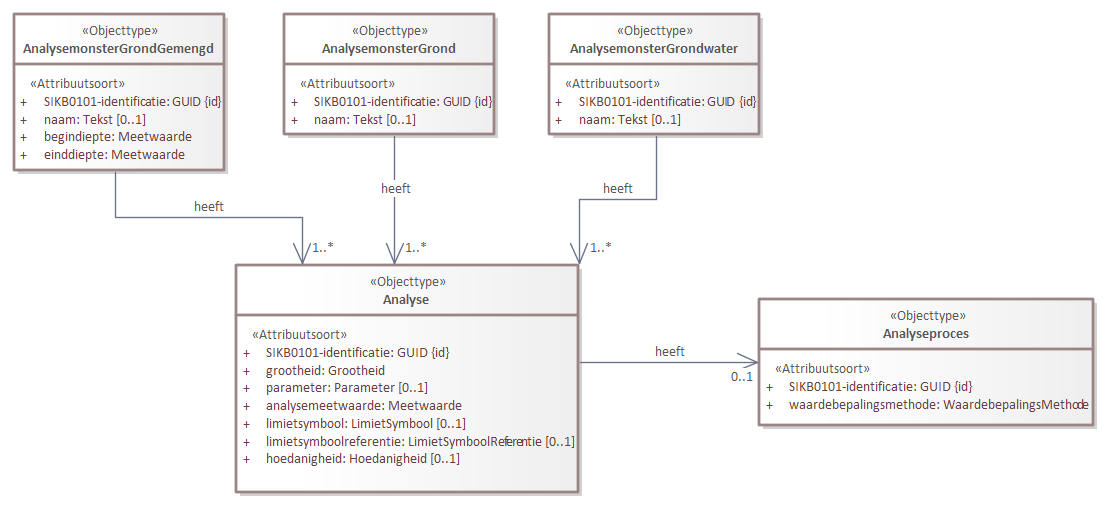 «Objecttype»
AnalysemonsterGrondGemengd
«Attribuutsoort»
+ SIKB0101-identificatie: GUID {id}
+ naam: Tekst [0..1]
+ begindiepte: Meetwaarde
+ einddiepte: Meetwaarde
«Objecttype»
AnalysemonsterGrond
«Attribuutsoort»
+ SIKB0101-identificatie: GUID {id}
+ naam: Tekst [0..1]
«Objecttype»
AnalysemonsterGrondwater
«Attribuutsoort»
+ SIKB0101-identificatie: GUID {id}
+ naam: Tekst [0..1]
heeft
1..*
heeft
1..*
heeft
1..*
«Objecttype»
Analyse
«Attribuutsoort»
+ SIKB0101-identificatie: GUID {id}
+ grootheid: Grootheid
+ parameter: Parameter [0..1]
+ analysemeetwaarde: Meetwaarde
+ limietsymbool: LimietSymbool [0..1]
+ limietsymboolreferentie: LimietSymboolReferentie [0..1]
+ hoedanigheid: Hoedanigheid [0..1]
heeft
0..1
«Objecttype»
Analyseproces
«Attribuutsoort»
+ SIKB0101-identificatie: GUID {id}
+ waardebepalingsmethode: WaardebepalingsMethode